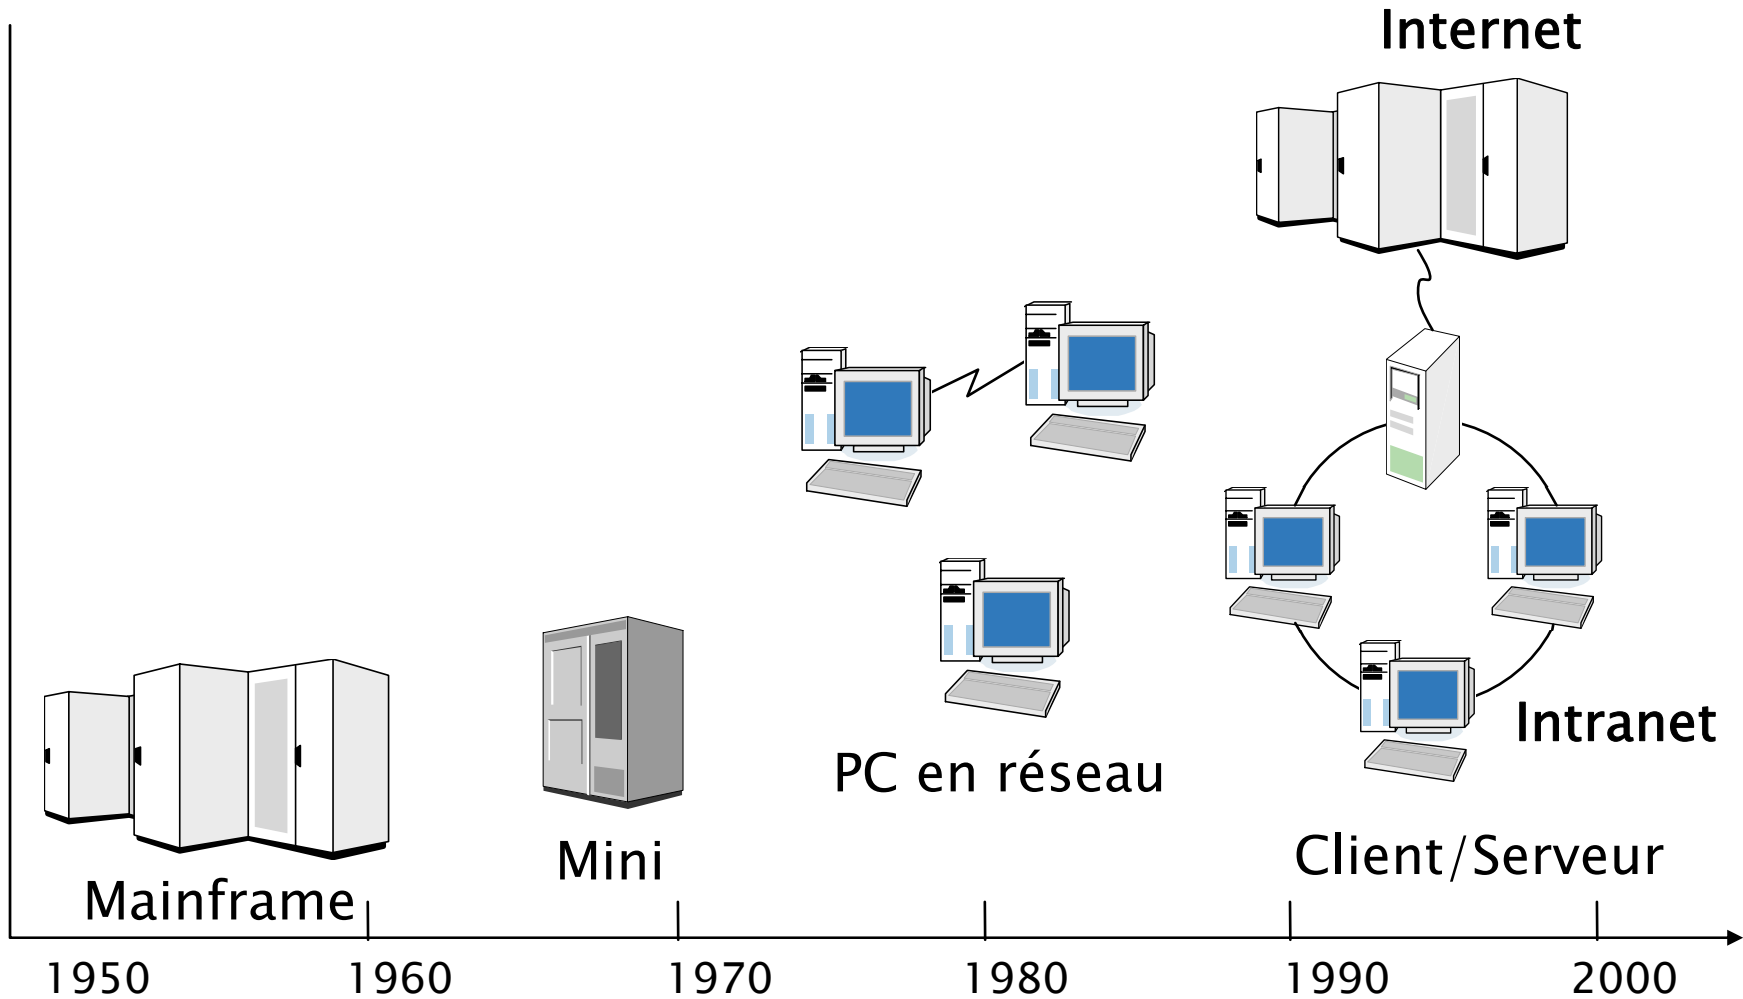 Internet
Intranet
PC en réseau
Client/Serveur
Mini
Mainframe
1950 1960 1970 1980 1990 2000